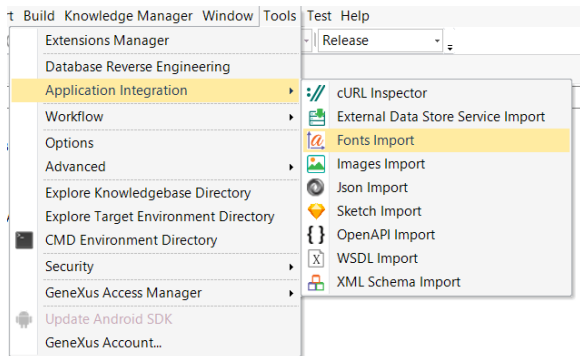 Build Knowledge Manager Window Tools Test Help
Release
Extensions Manager
Database Reverse Engineering
Application Integration
Workflow
Options
Advanced
Explore Knowledgebase Directory
Explore Target Environment Directory
CMD Environment Directory
Security
GeneXus Access Manager
Update Android SDK
GeneXus Account...
cURL Inspector
External Data Store Service Import
Fonts Import
Images Import
Json Import
Sketch Import
OpenAPI Import
WSDL Import
XML Schema Import